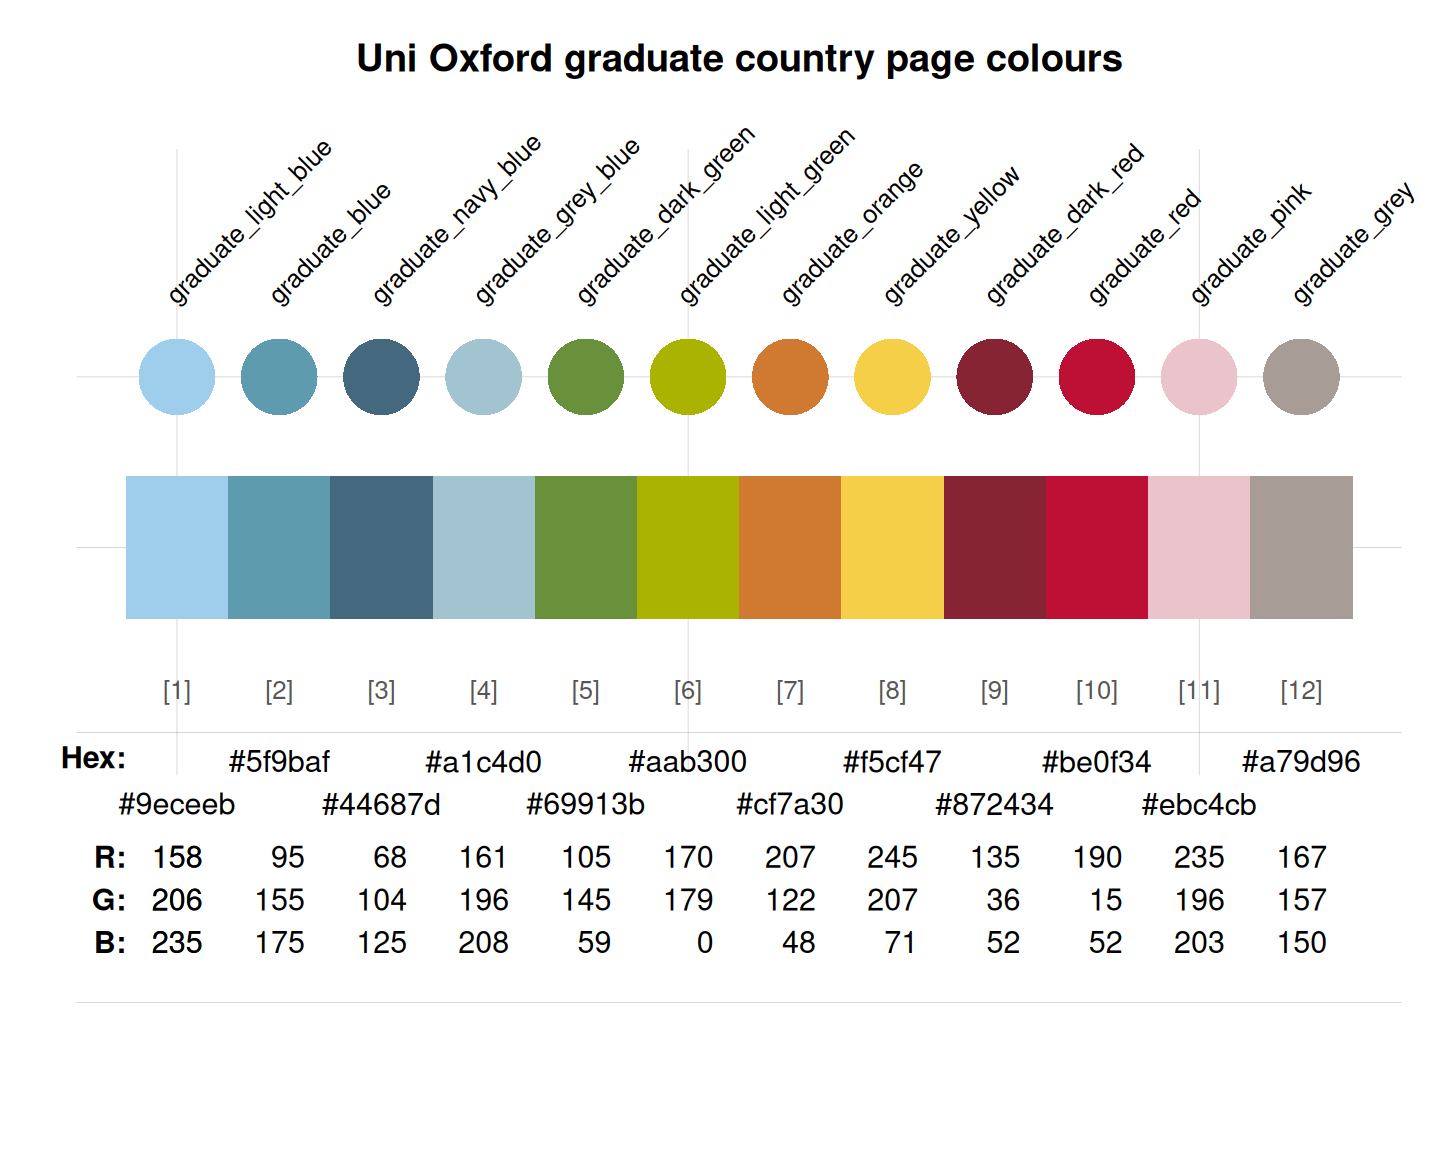 Uni Oxford graduate country page colours
graduate_light_blue
graduate_blue
graduate_navy_blue
graduate_grey_blue
graduate_dark_green
graduate_light_green
graduate_orange
graduate_yellow
graduate_dark_red
graduate_red
graduate_pink
graduate_grey
[1] [2] [3] [4] [5] [6] [7] [8] [9] [10] [11] [12]
Hex: #5f9baf #a1c4d0 #aab300 #f5cf47 #be0f34 #a79d96
#9eceeb #44687d #69913b #cf7a30 #872434 #ebc4cb
R: 158 95 68 161 105 170 207 245 135 190 235 167
G: 206 155 104 196 145 179 122 207 36 15 196 157
B: 235 175 125 208 59 0 48 71 52 52 203 150